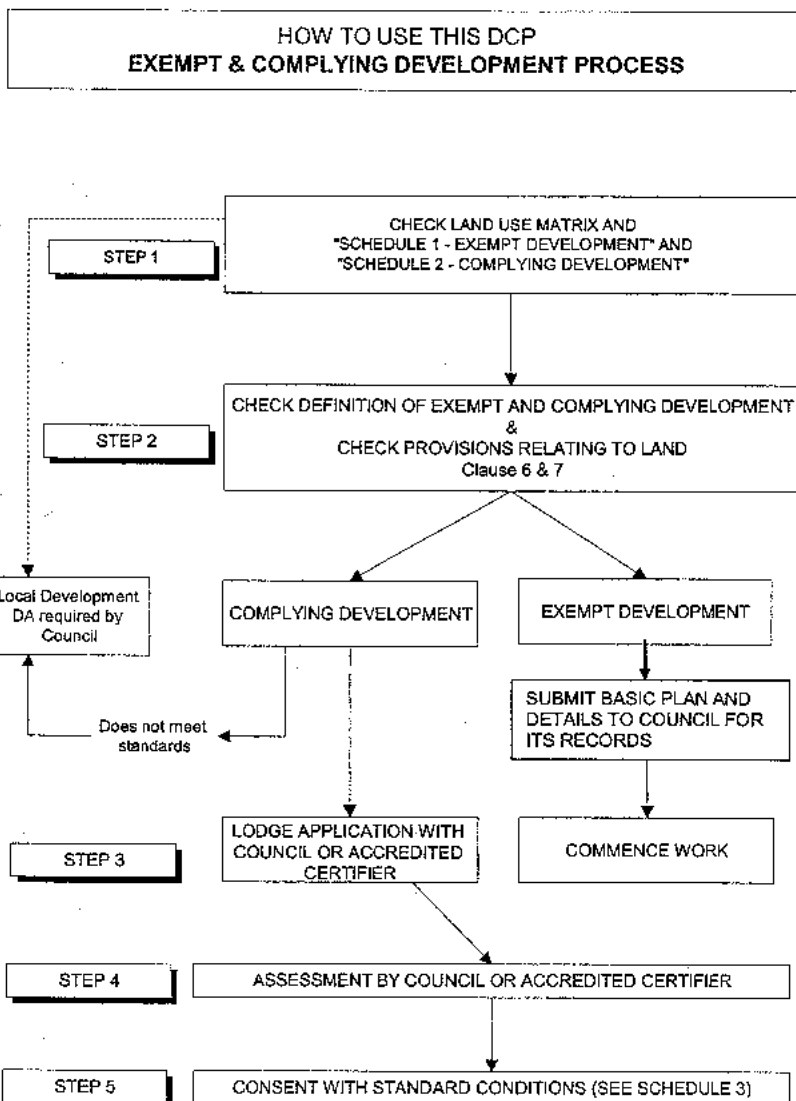 HOW TO USE THIS DCP
EXEMPT & COMPLYING DEVELOPMENT PROCESS
STEP 1
CHECK LAND USE MATRIX AND
"SCHEDULE 1 - EXEMPT DEVELOPMENT" AND
"SCHEDULE 2 - COMPLYING DEVELOPMENT"
STEP 2
CHECK DEFINITION OF EXEMPT AND COMPLYING DEVELOPMENT
&
CHECK PROVISIONS RELATING TO LAND
Clause 6 & 7
Local Development
DA required by
Council
COMPLYING DEVELOPMENT
EXEMPT DEVELOPMENT
Does not meet
standards
SUBMIT BASIC PLAN AND
DETAILS TO COUNCIL FOR
ITS RECORDS
STEP 3
LODGE APPLICATION WITH
COUNCIL OR ACCREDITED
CERTIFIER
COMMENCE WORK
STEP 4
ASSESSMENT BY COUNCIL OR ACCREDITED CERTIFIER
STEP 5
CONSENT WITH STANDARD CONDITIONS (SEE SCHEDULE 3)